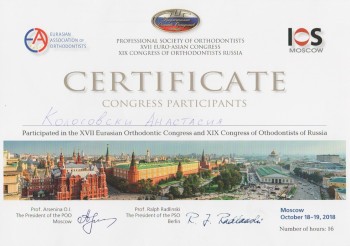 EURASIAN
ASSOCIATION OF
ORTHODONTISTS
PROFESSIONAL SOCIETY OF ORTHODONTISTS
XVII EURO-ASIAN CONGRESS
XIX CONGRESS OF ORTHODONTISTS RUSSIA
IOS
MOSCOW
CERTIFICATE
CONGRESS PARTICIPANTS
Participated in the XVII Eurasian Orthodontic Congress and XIX Congress of Othodontists of Russia
Prof. Arsenina O.I.
The President of the POO
Moscow
Prof. Ralph Radlinski
The President of the PSO
Berlin
Moscow
October 18-19, 2018
Number of hours: 16